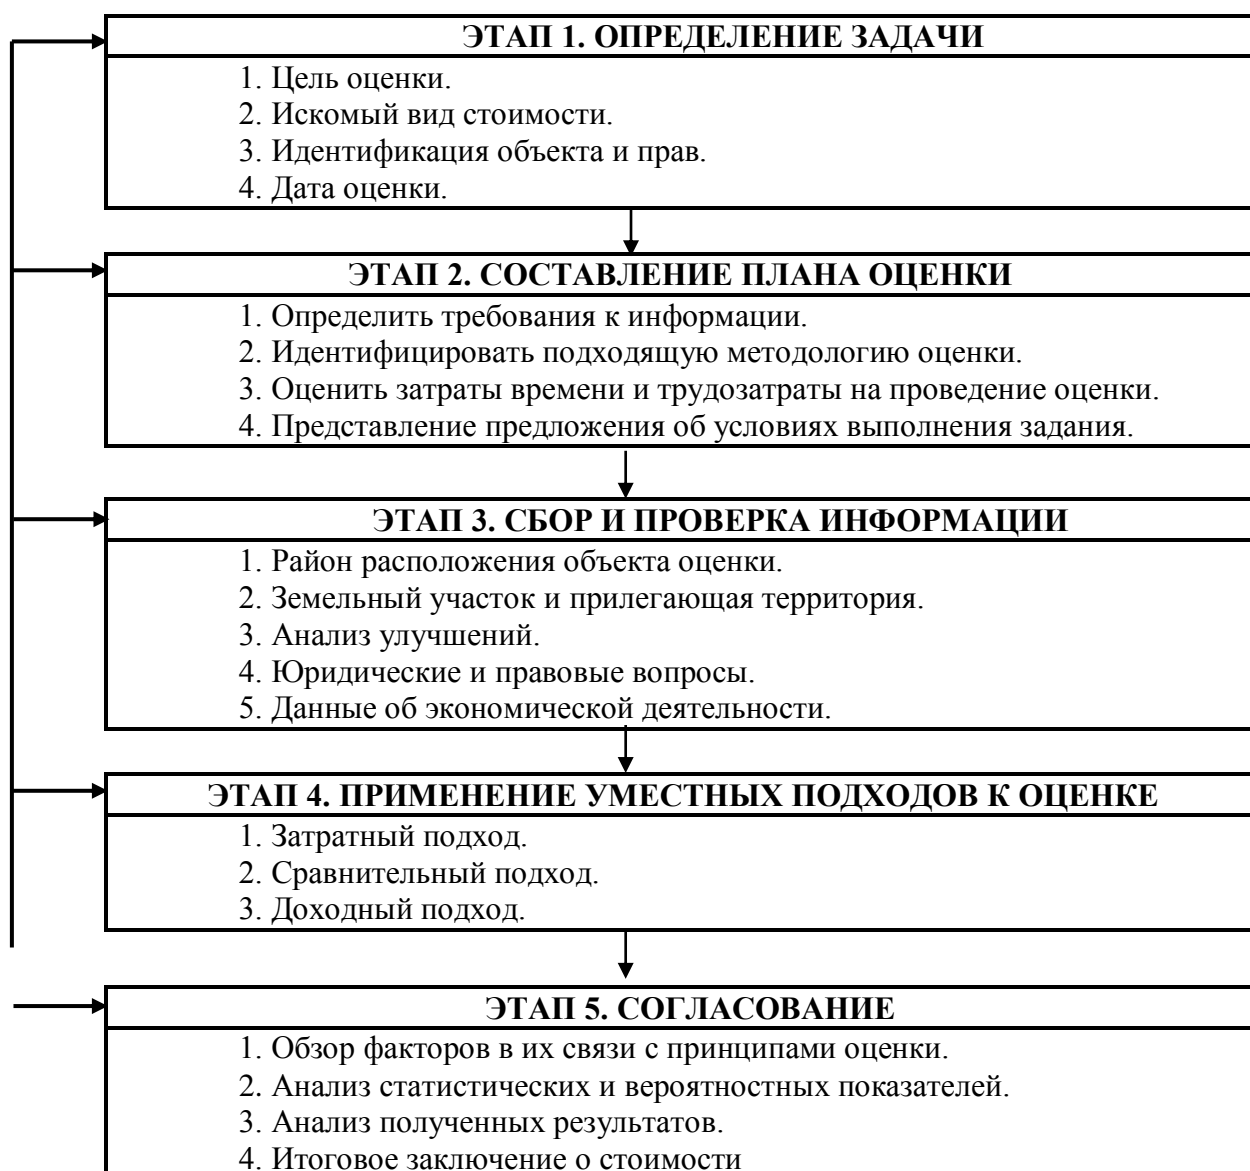 ЭТАП 1. ОПРЕДЕЛЕНИЕ ЗАДАЧИ
1. Цель оценки.
2. Искомый вид стоимости.
3. Идентификация объекта и прав.
4. Дата оценки.
ЭТАП 2. СОСТАВЛЕНИЕ ПЛАНА ОЦЕНКИ
1. Определить требования к информации.
2. Идентифицировать подходящую методологию оценки.
3. Оценить затраты времени и трудозатраты на проведение оценки.
4. Представление предложения об условиях выполнения задания.
ЭТАП 3. СБОР И ПРОВЕРКА ИНФОРМАЦИИ
1. Район расположения объекта оценки.
2. Земельный участок и прилегающая территория.
3. Анализ улучшений.
4. Юридические и правовые вопросы.
5. Данные об экономической деятельности.
ЭТАП 4. ПРИМЕНЕНИЕ УМЕСТНЫХ ПОДХОДОВ К ОЦЕНКЕ
1. Затратный подход.
2. Сравнительный подход.
3. Доходный подход.
ЭТАП 5. СОГЛАСОВАНИЕ
1. Обзор факторов в их связи с принципами оценки.
2. Анализ статистических и вероятностных показателей.
3. Анализ полученных результатов.
4. Итоговое заключение о стоимости